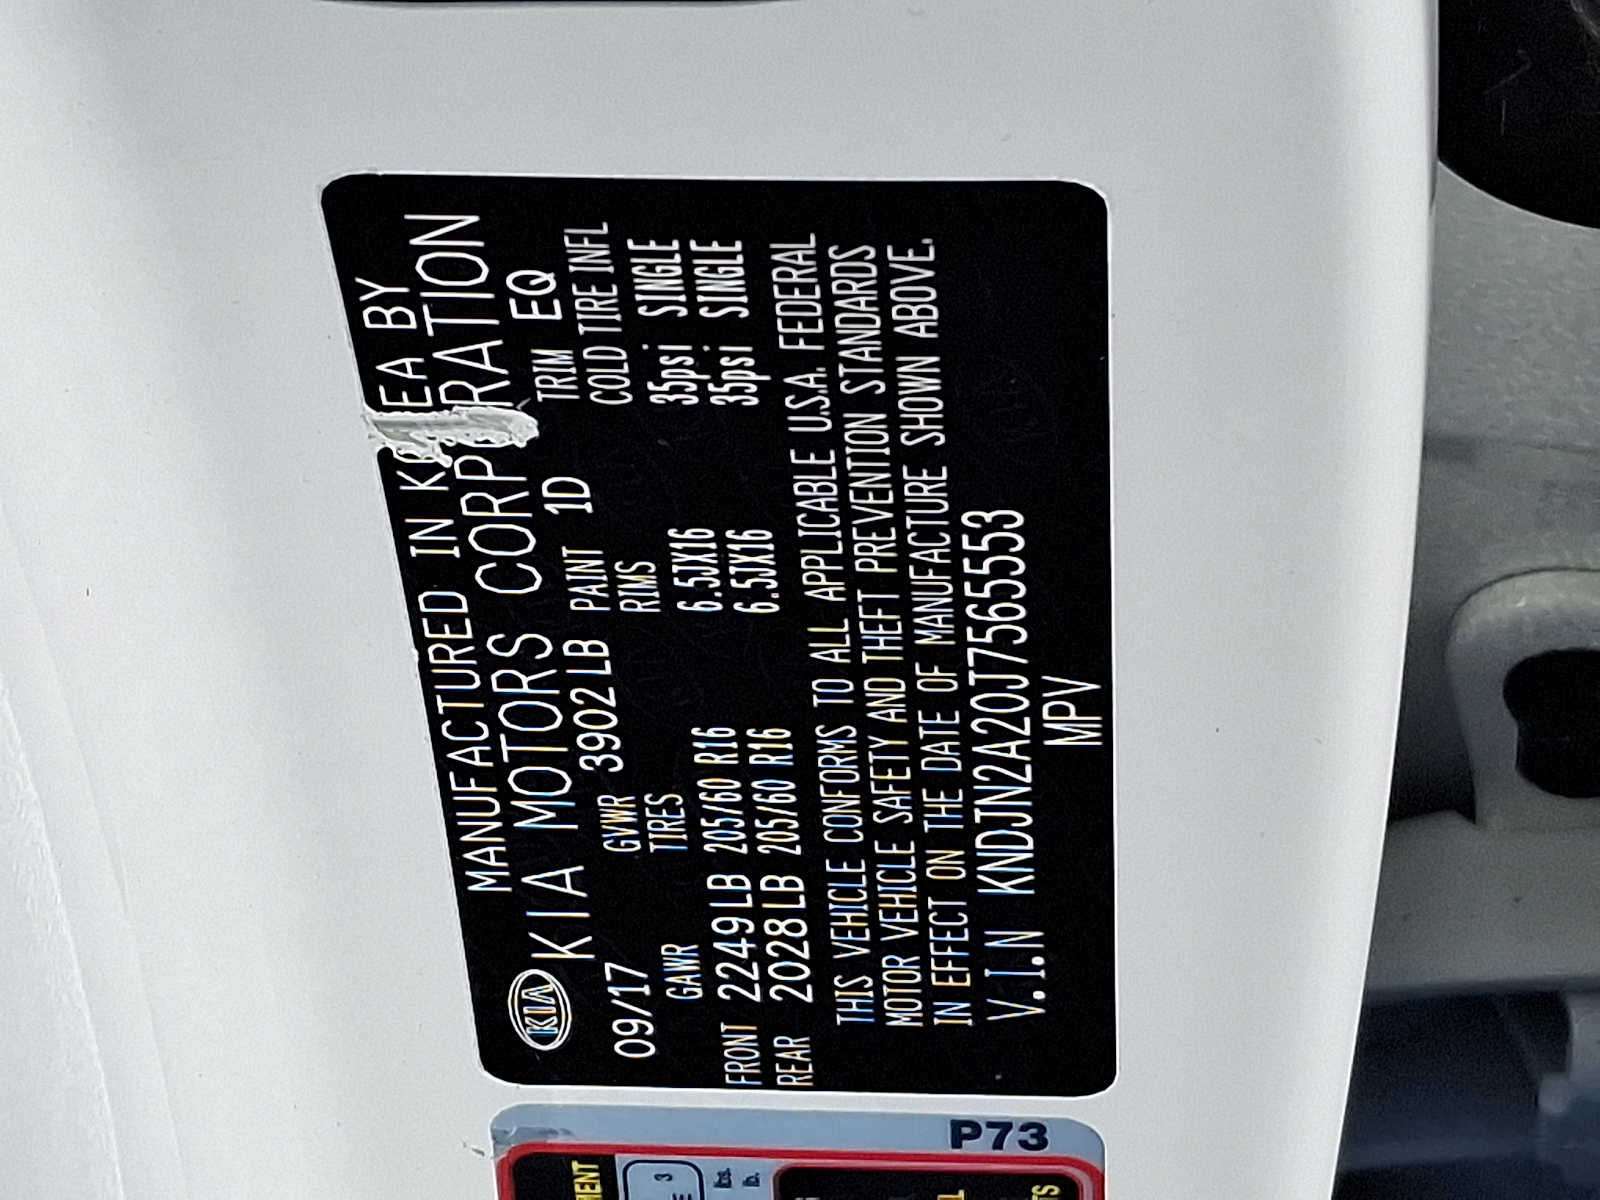 MANUFACTURED IN KOREA BY
KIA KIA MOTORS CORPORATION
09/17 GVWR 3902LB PAINT 1D TRIM EQ
GAWR TIRES RIMS COLD TIRE INFL
FRONT 2249LB 205/60 R16 6.5JX16 35psi SINGLE
REAR 2028LB 205/60 R16 6.5JX16 35psi SINGLE
THIS VEHICLE CONFORMS TO ALL APPLICABLE U.S.A. FEDERAL
MOTOR VEHICLE SAFETY AND THEFT PREVENTION STANDARDS
IN EFFECT ON THE DATE OF MANUFACTURE SHOWN ABOVE.
V.I.N KNDJN2A20J7565553
MPV
P73
3
lbs.